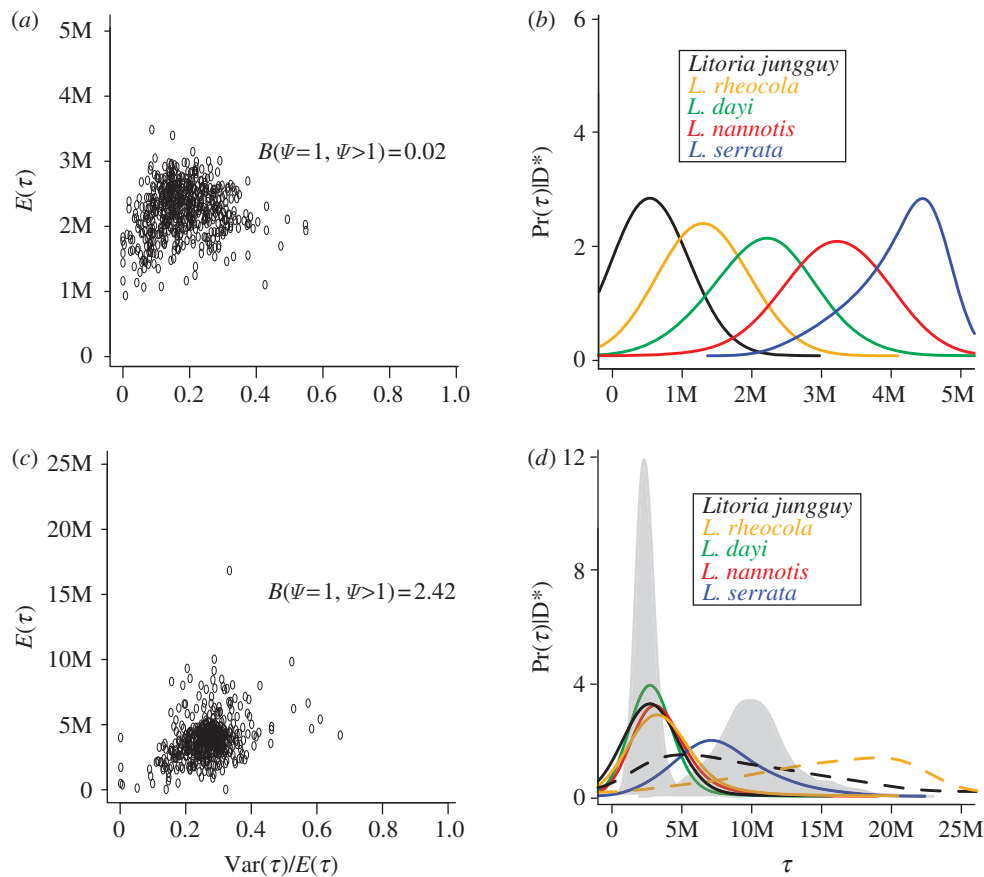 (a)
5M
4M
3M
2M
1M
0
E(τ)
B(Ψ=1, Ψ>1)=0.02
0 0.2 0.4 0.6 0.8 1.0
(b)
6
4
2
0
Pr(τ)|D*
Litoria jungguy
L. rheocola
L. dayi
L. nannotis
L. serrata
0 1M 2M 3M 4M 5M
(c)
25M
20M
15M
10M
5M
0
E(τ)
B(Ψ=1, Ψ>1)=2.42
0 0.2 0.4 0.6 0.8 1.0
Var(τ)/E(τ)
(d)
12
8
4
0
Pr(τ)|D*
Litoria jungguy
L. rheocola
L. dayi
L. nannotis
L. serrata
0 5M 10M 15M 20M 25M
τ